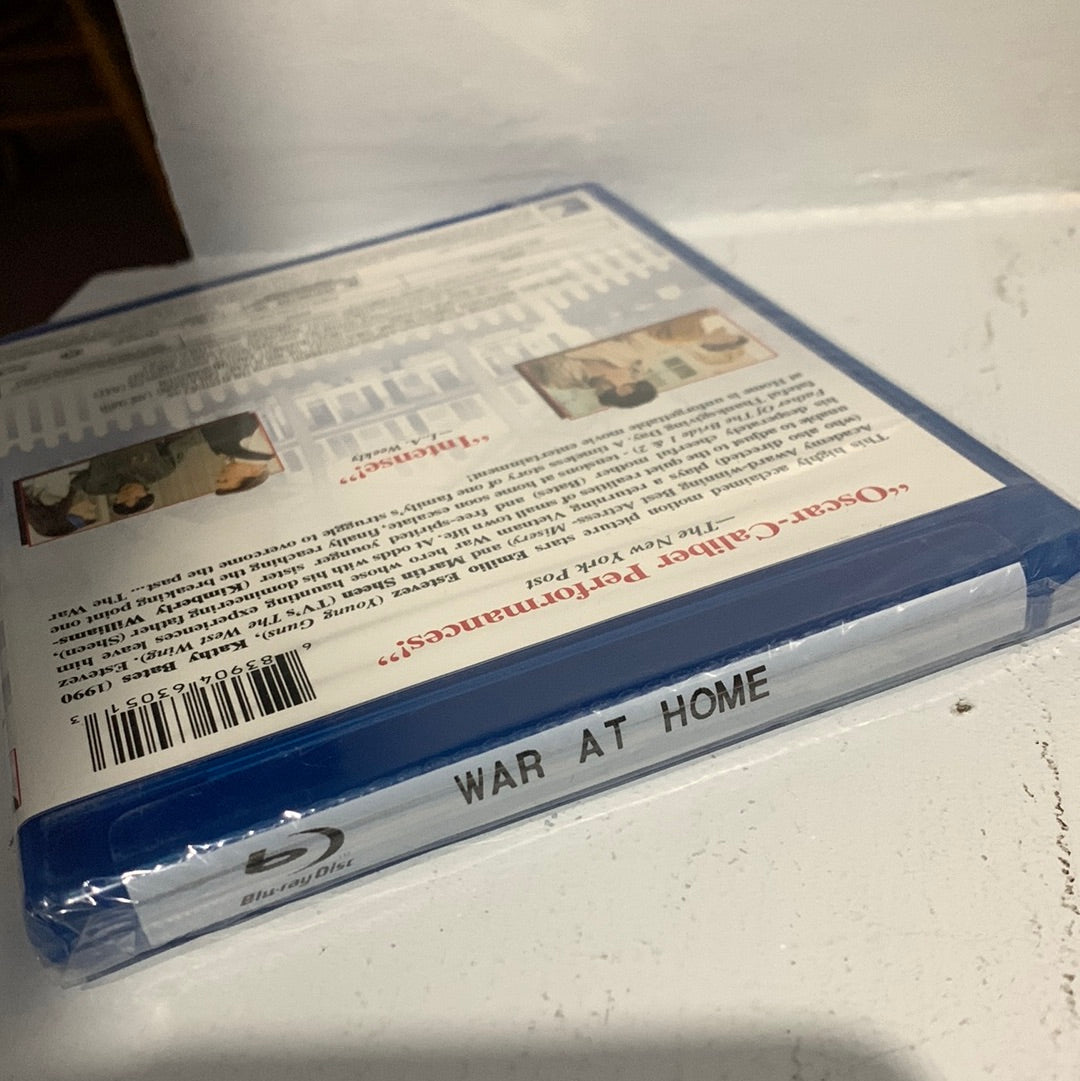 WAR AT HOME
Blu-ray Disc
“Oscar-Caliber Performances!”
—The New York Post
This highly acclaimed motion picture stars Emilio Estevez (Young Guns), Kathy Bates (1990
Academy Award-winning Best Actress- Misery) and Martin Sheen (TV's The West Wing). Estevez
(who also directed) plays a returning Vietnam War hero whose haunting experiences leave him
unable to adjust to the quiet realities of small town life. At odds with his domineering father (Sheen),
his desperately cheerful mother (Bates) and free-spirited younger sister (Kimberly Williams-
Father Of The Bride 1 & 2) - tensions at home soon escalate, finally reaching the breaking point one
fateful Thanksgiving Day. A timeless story of one family's struggle to overcome the past... The War
at Home is unforgettable movie entertainment!
“Intense!”
—L.A. Weekly
6 83904 63051 3